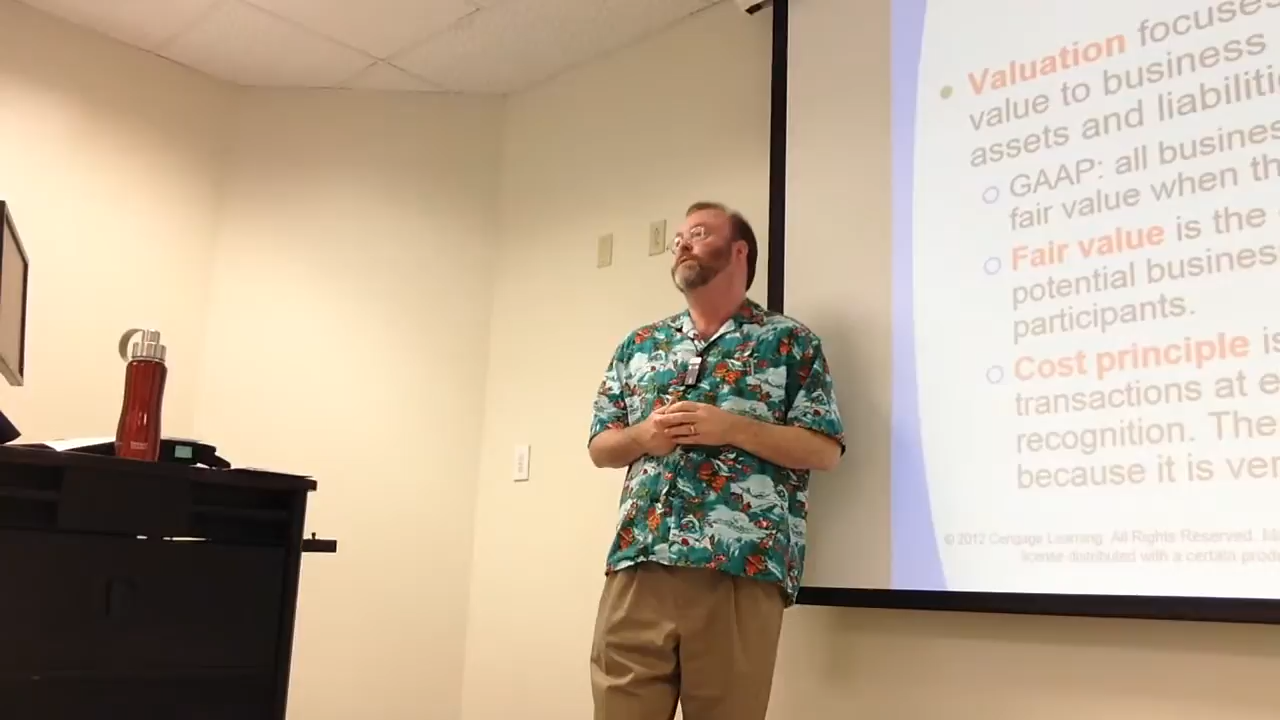 Valuation focuses
value to business
assets and liabiliti
GAAP: all busines
fair value when th
Fair value is the
potential busines
participants.
Cost principle is
transactions at e
recognition. The
because it is ver
© 2012 Cengage Learning. All Rights Reserved. Ma
license distributed with a certain produ